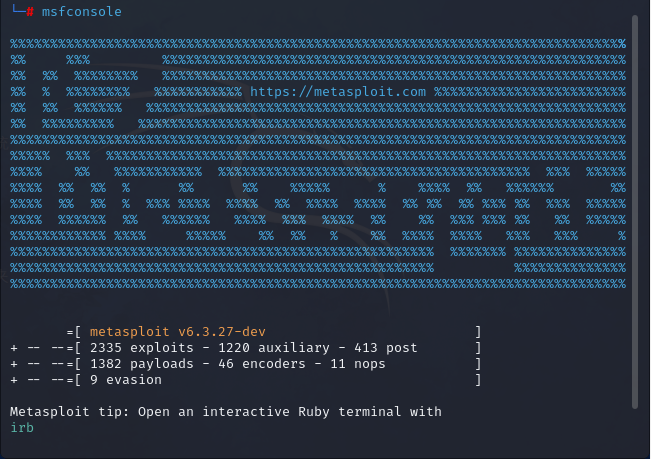 └─# msfconsole
https://metasploit.com
=[ metasploit v6.3.27-dev ]
+ -- --=[ 2335 exploits - 1220 auxiliary - 413 post ]
+ -- --=[ 1382 payloads - 46 encoders - 11 nops ]
+ -- --=[ 9 evasion ]
Metasploit tip: Open an interactive Ruby terminal with
irb